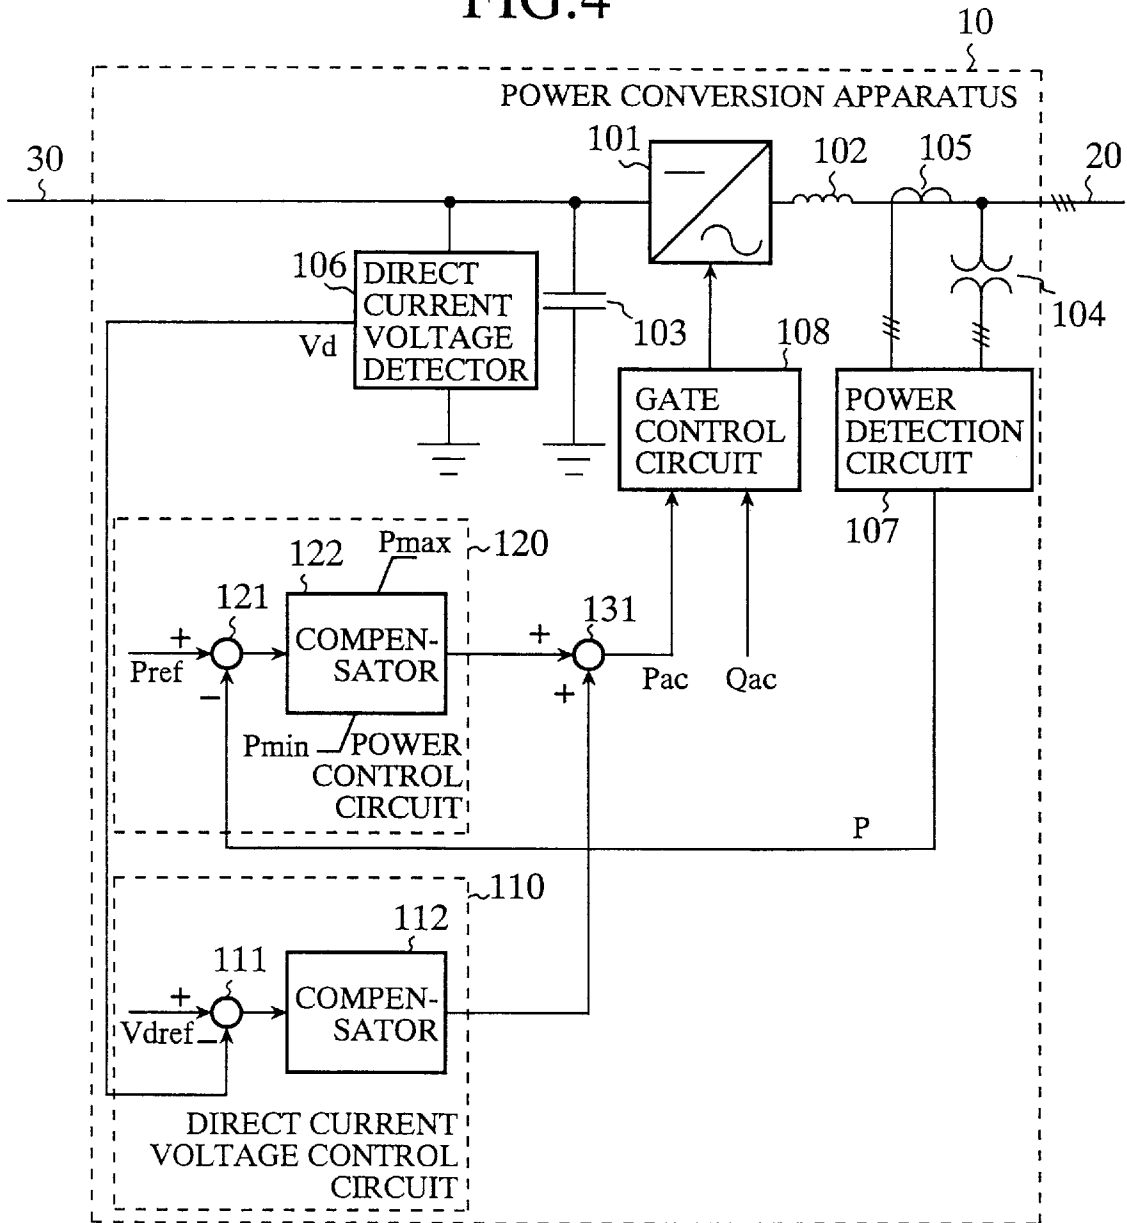 FIG.4
10
POWER CONVERSION APPARATUS
30
101
102
105
20
106
DIRECT
CURRENT
VOLTAGE
DETECTOR
Vd
103
104
108
GATE
CONTROL
CIRCUIT
POWER
DETECTION
CIRCUIT
107
120
Pmax
122
121
+
Pref
−
COMPEN-
SATOR
Pmin
POWER
CONTROL
CIRCUIT
131
+
+
Pac
Qac
P
110
112
111
+
Vdref
−
COMPEN-
SATOR
DIRECT CURRENT
VOLTAGE CONTROL
CIRCUIT